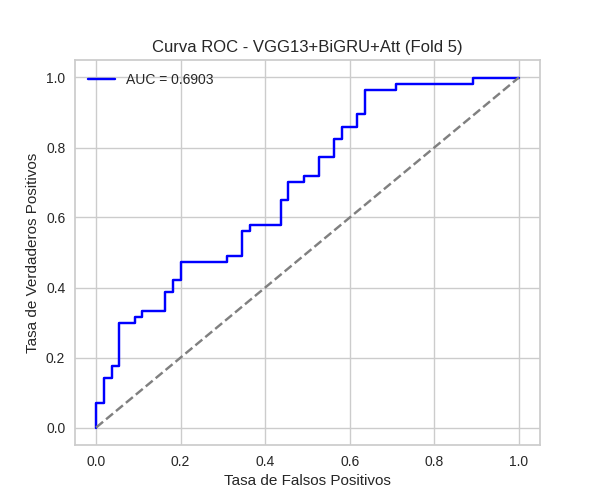 Curva ROC - VGG13+BiGRU+Att (Fold 5)
AUC = 0.6903
Tasa de Verdaderos Positivos
1.0
0.8
0.6
0.4
0.2
0.0
0.0 0.2 0.4 0.6 0.8 1.0
Tasa de Falsos Positivos